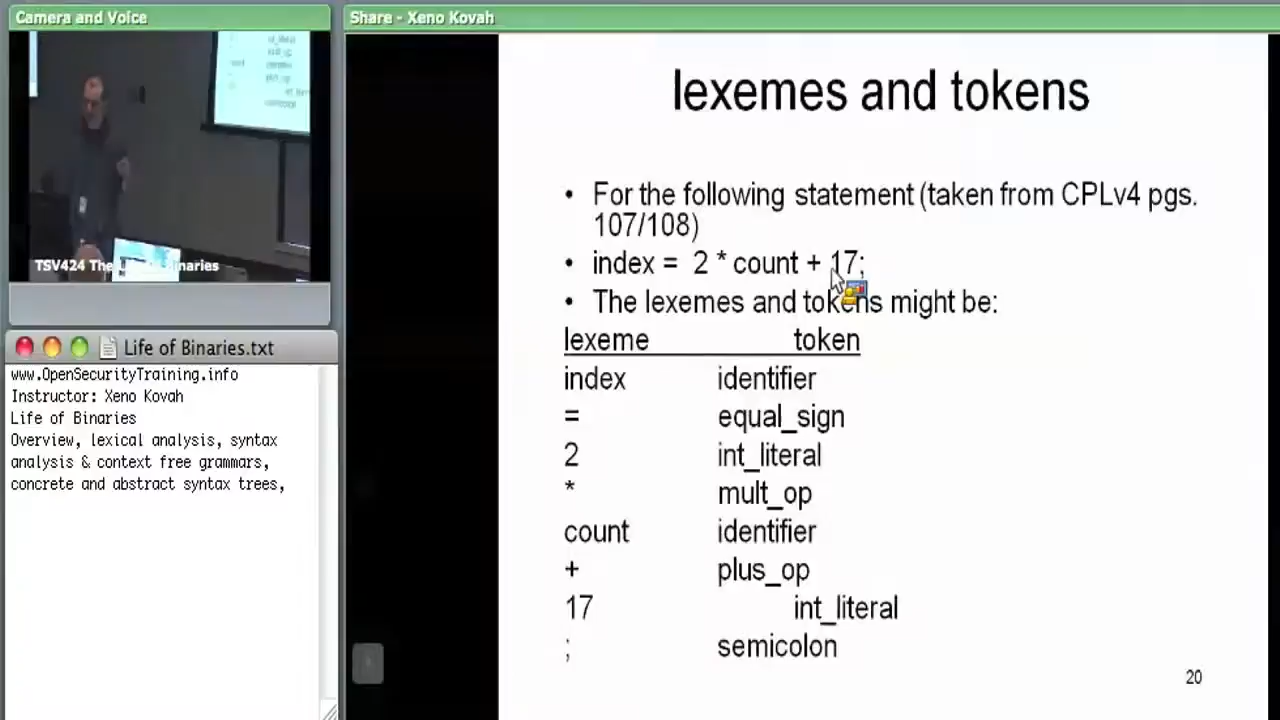 Camera and Voice
TSV424 The
Share - Xeno Kovah
Life of Binaries.txt
www.OpenSecurityTraining.info
Instructor: Xeno Kovah
Life of Binaries
Overview, lexical analysis, syntax
analysis & context free grammars,
concrete and abstract syntax trees,
lexemes and tokens
• For the following statement (taken from CPLv4 pgs.
107/108)
• index = 2 * count + 17;
• The lexemes and tokens might be:
lexeme token
index identifier
= equal_sign
2 int_literal
* mult_op
count identifier
+ plus_op
17 int_literal
; semicolon
20